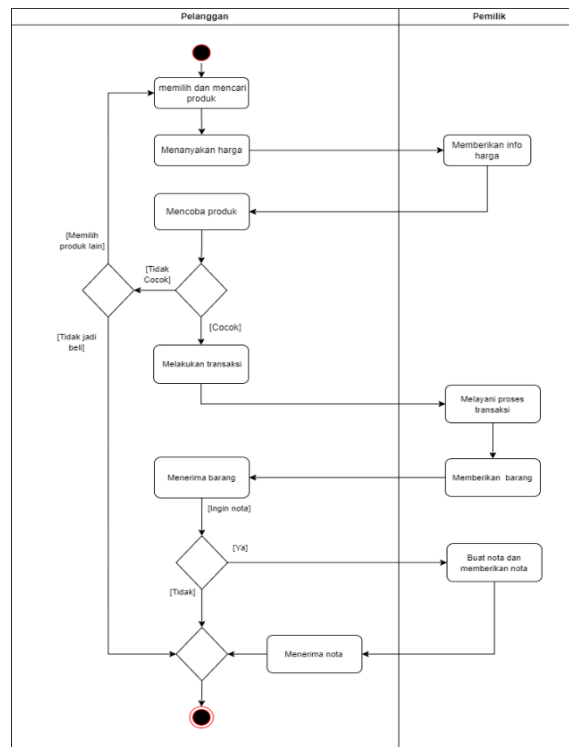 Pelanggan
Pemilik
memilih dan mencari
produk
Menanyakan harga
Memberikan info
harga
Mencoba produk
[Memilih
produk lain]
[Tidak
Cocok]
[Cocok]
[Tidak jadi
beli]
Melakukan transaksi
Melayani proses
transaksi
Menerima barang
Memberikan barang
[Ingin nota]
[Ya]
Buat nota dan
memberikan nota
[Tidak]
Menerima nota